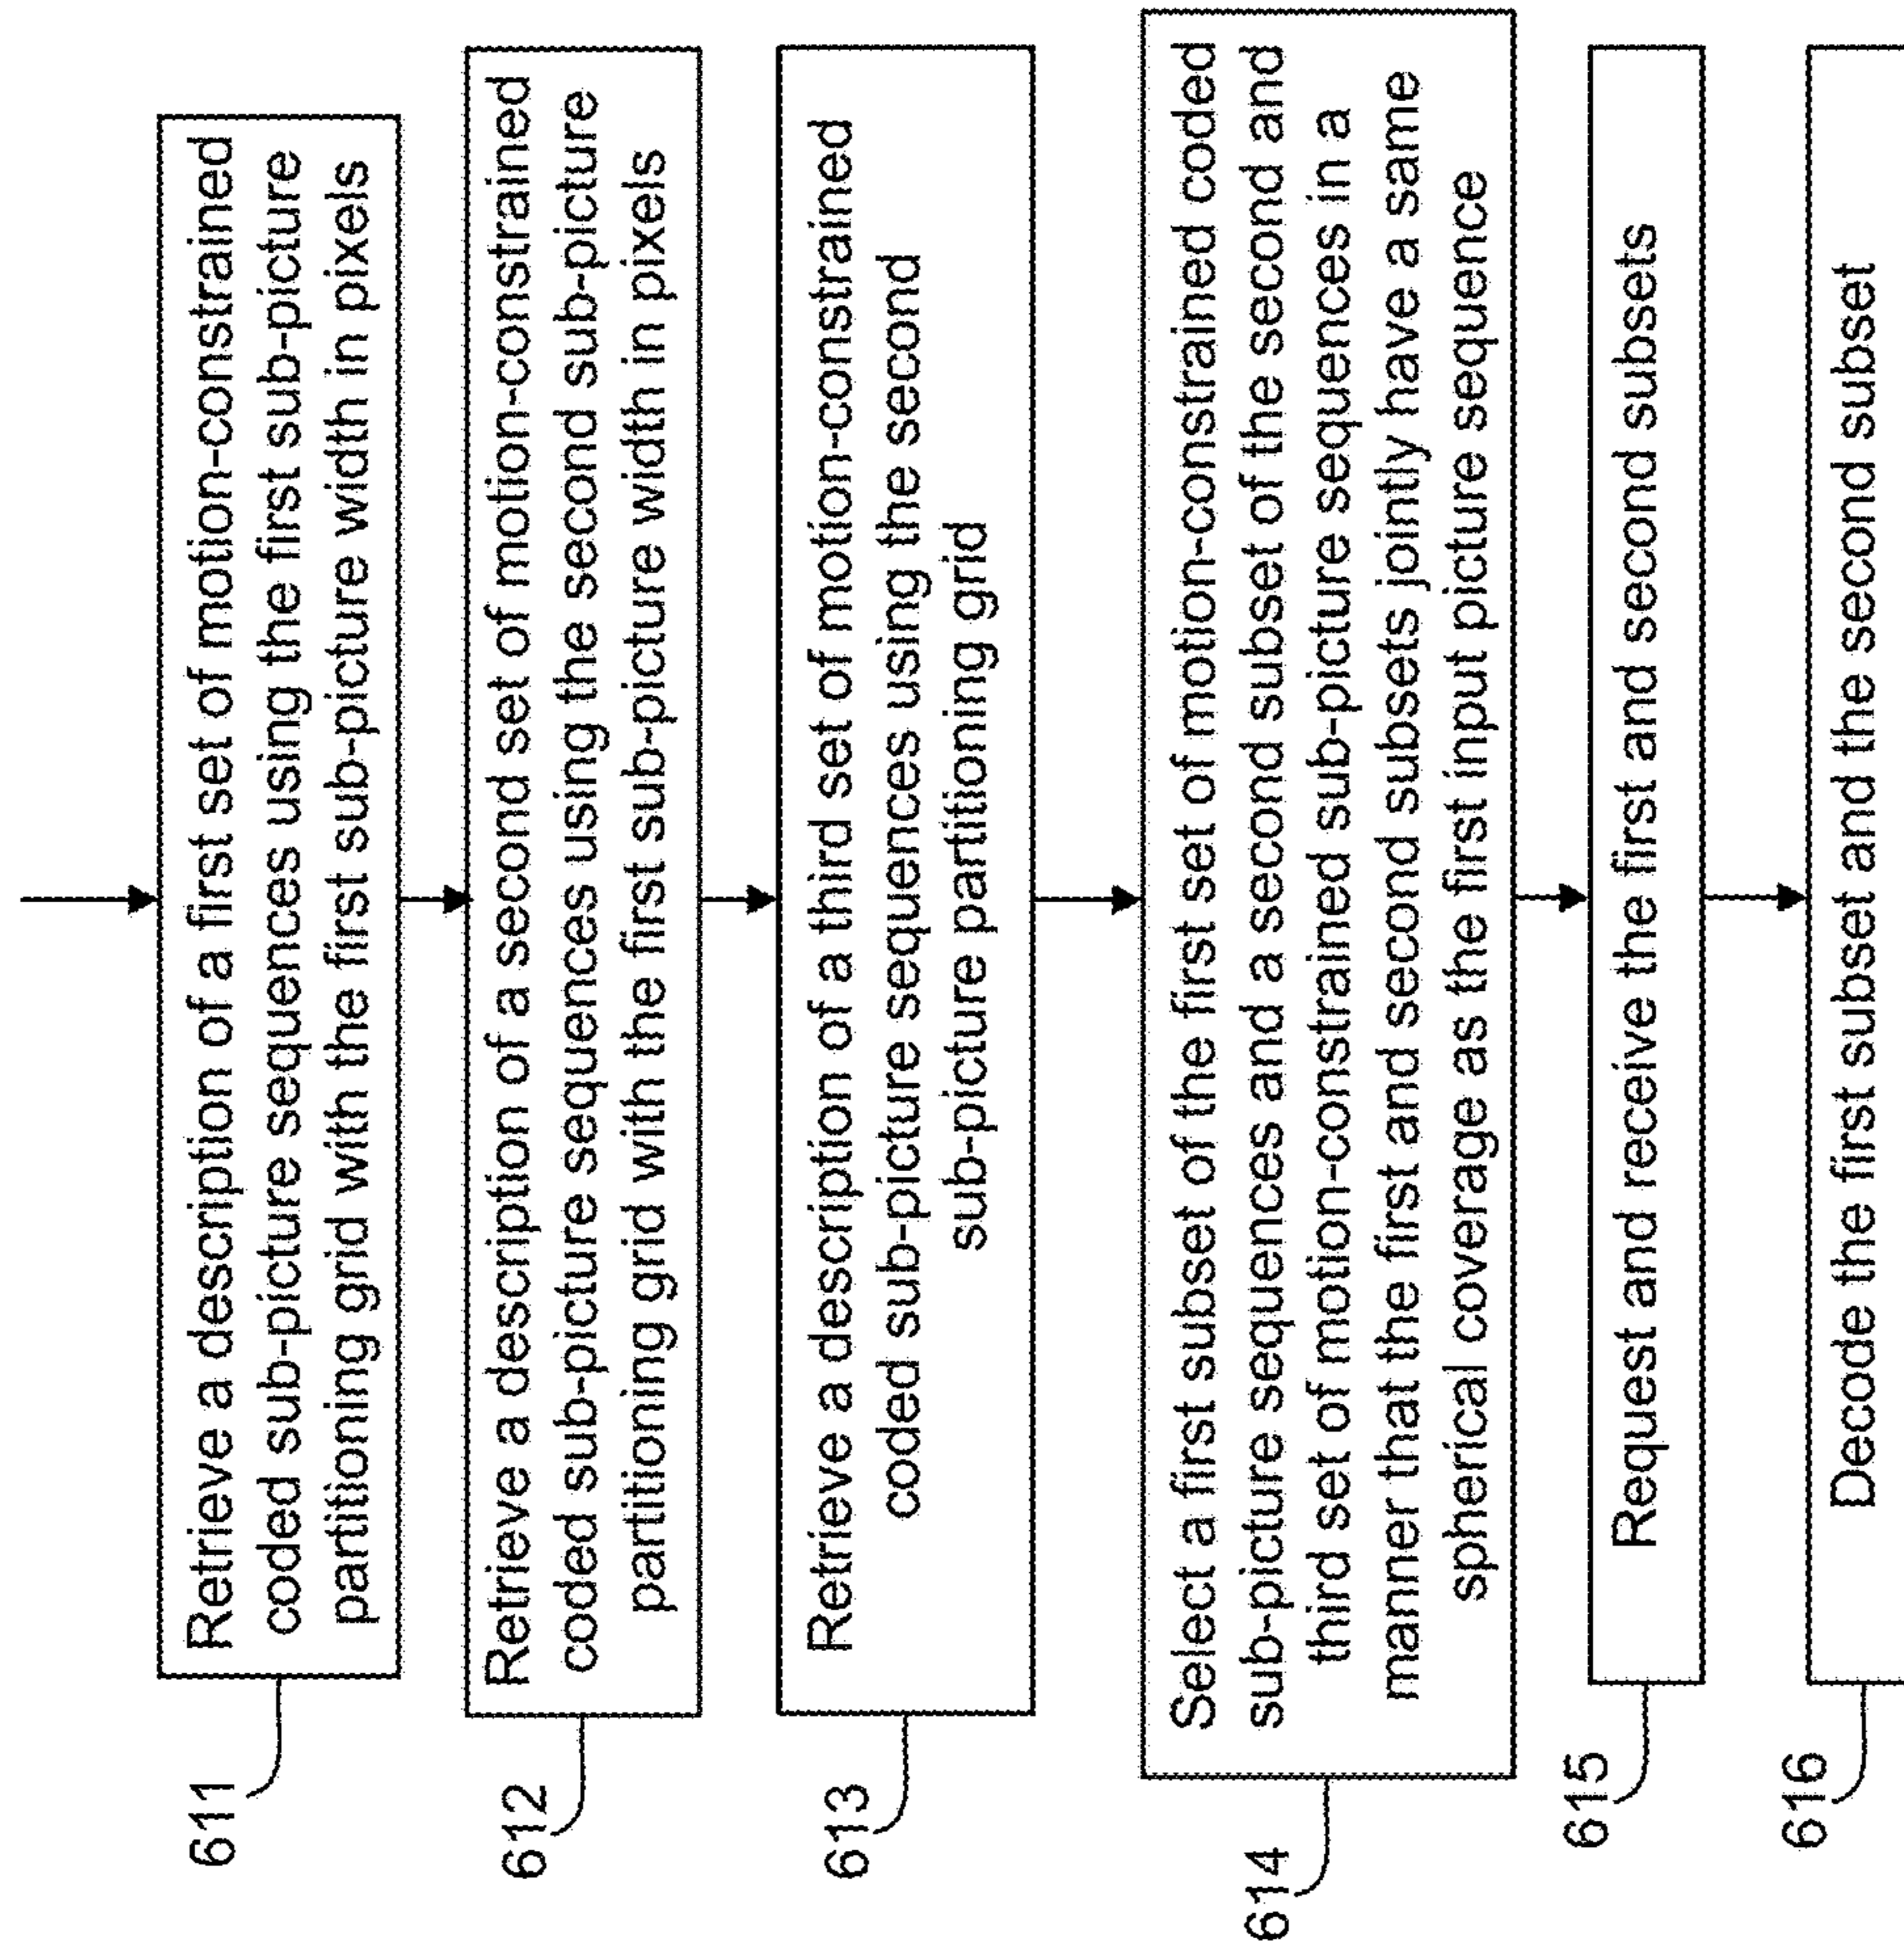 611
Retrieve a description of a first set of motion-constrained
coded sub-picture sequences using the first sub-picture
partitioning grid with the first sub-picture width in pixels
612
Retrieve a description of a second set of motion-constrained
coded sub-picture sequences using the second sub-picture
partitioning grid with the first sub-picture width in pixels
613
Retrieve a description of a third set of motion-constrained
coded sub-picture sequences using the second
sub-picture partitioning grid
614
Select a first subset of the first set of motion-constrained coded
sub-picture sequences and a second subset of the second and
third set of motion-constrained sub-picture sequences in a
manner that the first and second subsets jointly have a same
spherical coverage as the first input picture sequence
615
Request and receive the first and second subsets
616
Decode the first subset and the second subset